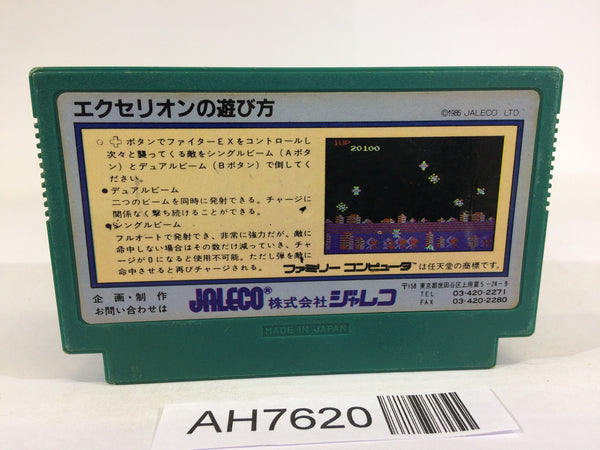 エクセリオンの遊び方
©1985 JALECO LTD.
○ ボタンでファイターEXをコントロールし
次々と襲ってくる敵をシングルビーム(Aボタ
ン)とデュアルビーム(Bボタン)で倒してく
ださい。
●デュアルビーム
二つのビームを同時に発射できる。チャージに
関係なく撃ち続けることができる。
●シングルビーム
フルオートで発射でき、非常に強力だが、敵に
命中しない場合はその数だけ減っていき、チャ
ージが0になると使用不能。ただし弾を敵に
命中させると再びチャージされる。
1UP
20100
ファミリー コンピュータ™は任天堂の商標です。
企画・制作
お問い合わせは
JALECO® 株式会社ジャレコ
〒158 東京都世田谷区上用賀5-24-9
TEL 03-420-2271
FAX 03-420-2280
MADE IN JAPAN
AH7620